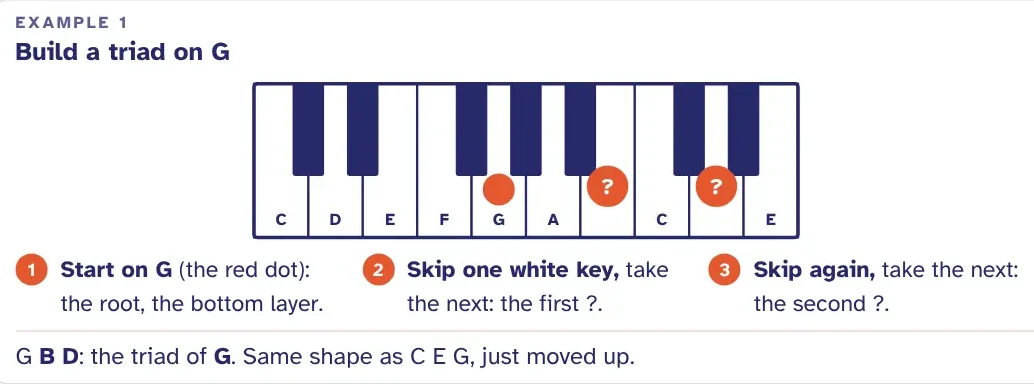 EXAMPLE 1
Build a triad on G
? ?
C D E F G A C E
1 Start on G (the red dot):
the root, the bottom layer.
2 Skip one white key, take
the next: the first ?.
3 Skip again, take the next:
the second ?.
G B D: the triad of G. Same shape as C E G, just moved up.